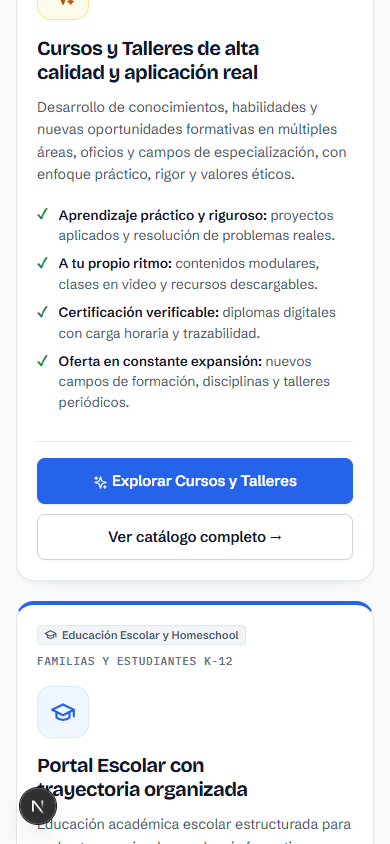 Cursos y Talleres de alta
calidad y aplicación real
Desarrollo de conocimientos, habilidades y
nuevas oportunidades formativas en múltiples
áreas, oficios y campos de especialización, con
enfoque práctico, rigor y valores éticos.
Aprendizaje práctico y riguroso: proyectos
aplicados y resolución de problemas reales.
A tu propio ritmo: contenidos modulares,
clases en video y recursos descargables.
Certificación verificable: diplomas digitales
con carga horaria y trazabilidad.
Oferta en constante expansión: nuevos
campos de formación, disciplinas y talleres
periódicos.
Explorar Cursos y Talleres
Ver catálogo completo →
Educación Escolar y Homeschool
FAMILIAS Y ESTUDIANTES K-12
Portal Escolar con
trayectoria organizada
N
Educación académica escolar estructurada para